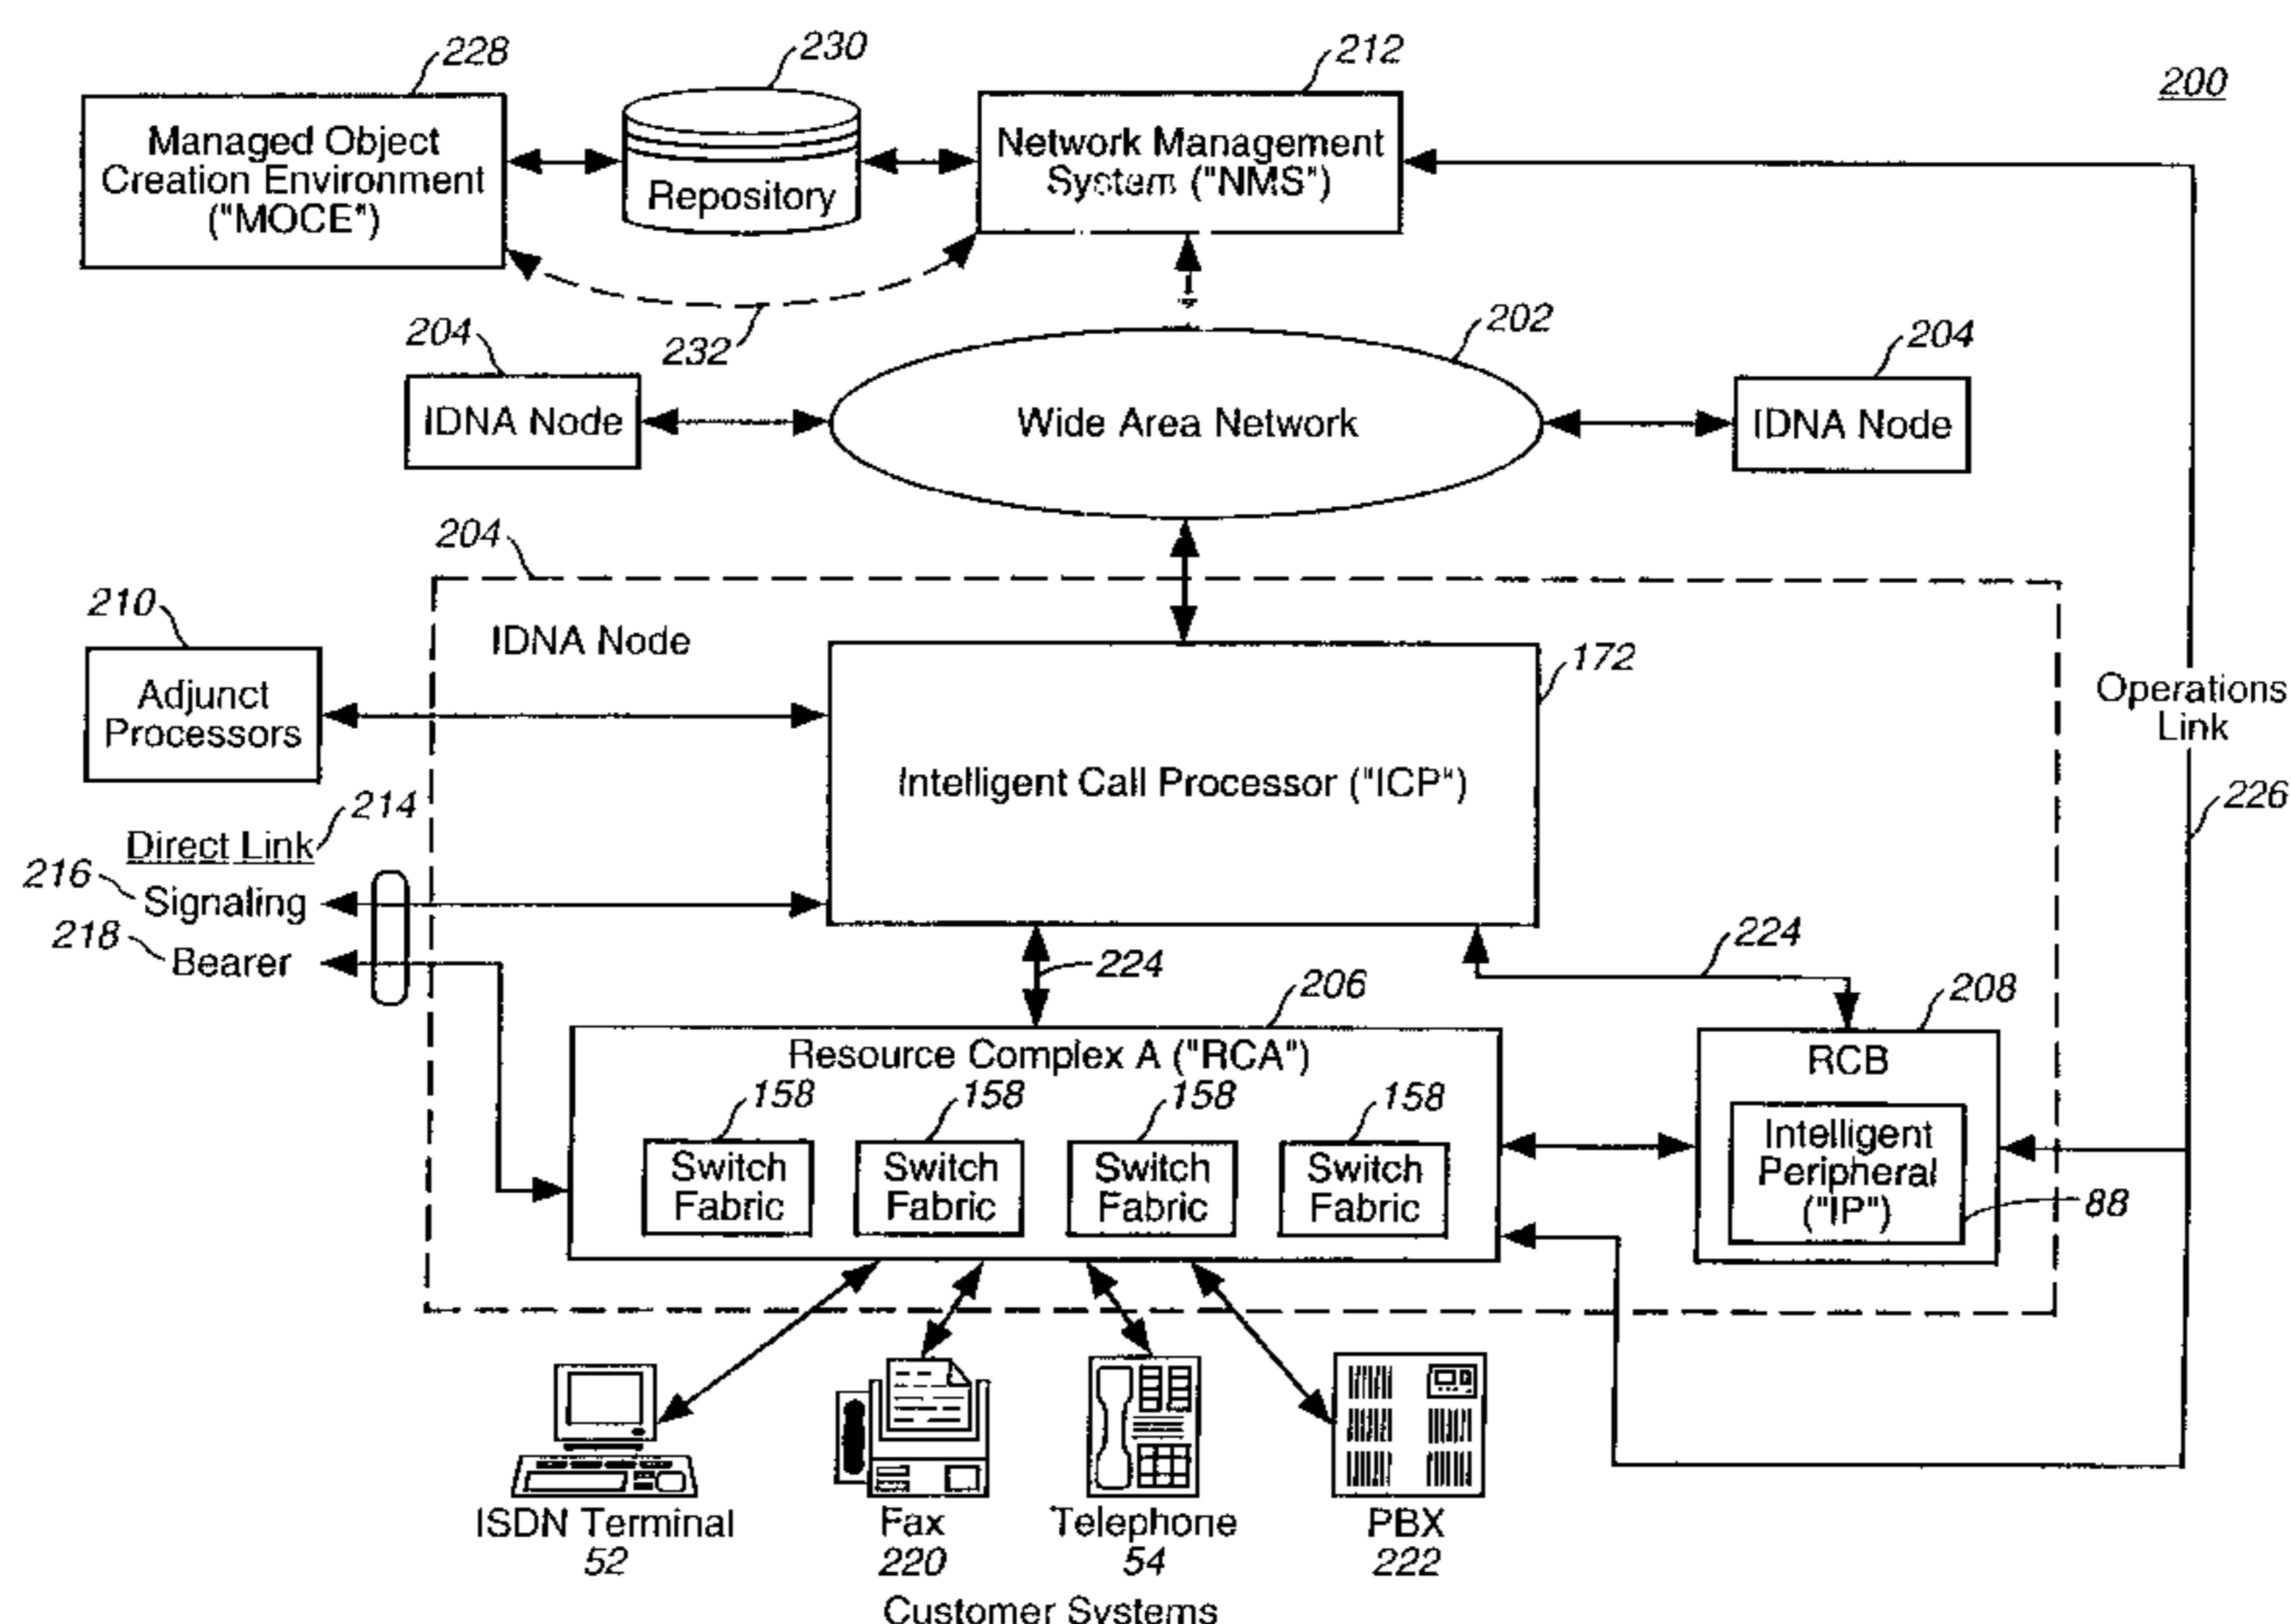 228
230
212
200
Managed Object
Creation Environment
("MOCE")
Repository
Network Management
System ("NMS")
232
202
204
IDNA Node
Wide Area Network
204
IDNA Node
204
IDNA Node
210
Adjunct
Processors
172
Intelligent Call Processor ("ICP")
Operations
Link
226
Direct Link
214
216
Signaling
218
Bearer
224
224
206
208
Resource Complex A ("RCA")
158
158
158
158
Switch
Fabric
Switch
Fabric
Switch
Fabric
Switch
Fabric
RCB
Intelligent
Peripheral
("IP")
88
ISDN Terminal
52
Fax
220
Telephone
54
PBX
222
Customer Systems